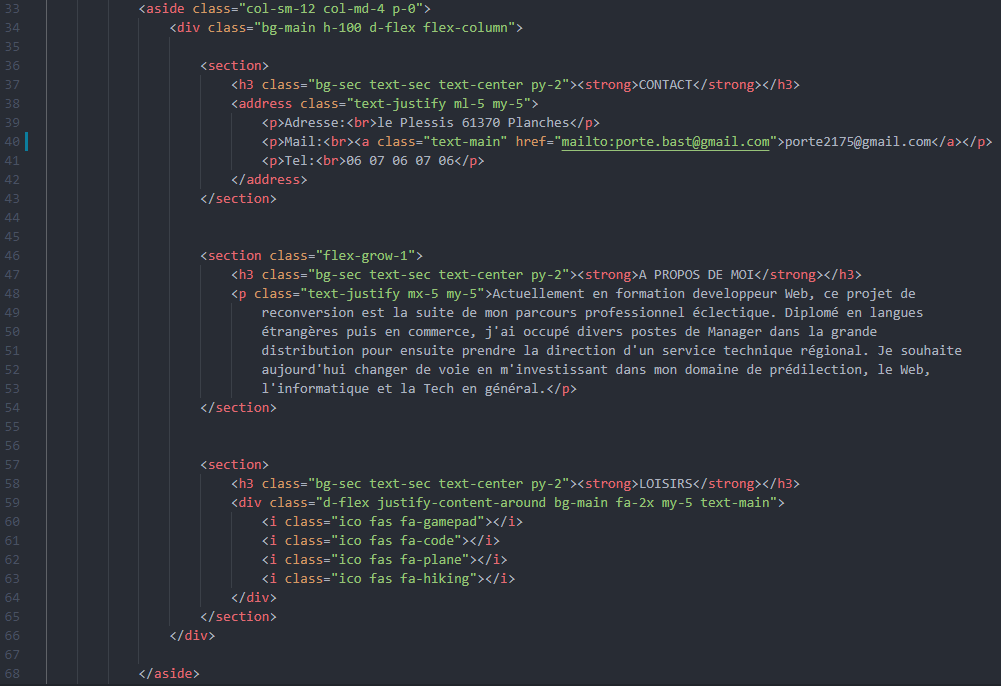 33 <aside class="col-sm-12 col-md-4 p-0">
34 <div class="bg-main h-100 d-flex flex-column">
35
36 <section>
37 <h3 class="bg-sec text-sec text-center py-2"><strong>CONTACT</strong></h3>
38 <address class="text-justify ml-5 my-5">
39 <p>Adresse:<br>le Plessis 61370 Planches</p>
40 <p>Mail:<br><a class="text-main" href="mailto:porte.bast@gmail.com">porte2175@gmail.com</a></p>
41 <p>Tel:<br>06 07 06 07 06</p>
42 </address>
43 </section>
44
45
46 <section class="flex-grow-1">
47 <h3 class="bg-sec text-sec text-center py-2"><strong>A PROPOS DE MOI</strong></h3>
48 <p class="text-justify mx-5 my-5">Actuellement en formation developpeur Web, ce projet de
49 reconversion est la suite de mon parcours professionnel éclectique. Diplomé en langues
50 étrangères puis en commerce, j'ai occupé divers postes de Manager dans la grande
51 distribution pour ensuite prendre la direction d'un service technique régional. Je souhaite
52 aujourd'hui changer de voie en m'investissant dans mon domaine de prédilection, le Web,
53 l'informatique et la Tech en général.</p>
54 </section>
55
56
57 <section>
58 <h3 class="bg-sec text-sec text-center py-2"><strong>LOISIRS</strong></h3>
59 <div class="d-flex justify-content-around bg-main fa-2x my-5 text-main">
60 <i class="ico fas fa-gamepad"></i>
61 <i class="ico fas fa-code"></i>
62 <i class="ico fas fa-plane"></i>
63 <i class="ico fas fa-hiking"></i>
64 </div>
65 </section>
66 </div>
67
68 </aside>